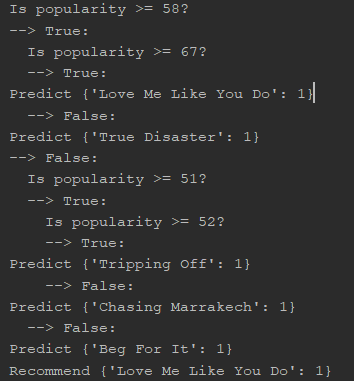 Is popularity >= 58?
--> True:
  Is popularity >= 67?
  --> True:
Predict {'Love Me Like You Do': 1}
  --> False:
Predict {'True Disaster': 1}
--> False:
  Is popularity >= 51?
  --> True:
    Is popularity >= 52?
    --> True:
Predict {'Tripping Off': 1}
    --> False:
Predict {'Chasing Marrakech': 1}
  --> False:
Predict {'Beg For It': 1}
Recommend {'Love Me Like You Do': 1}